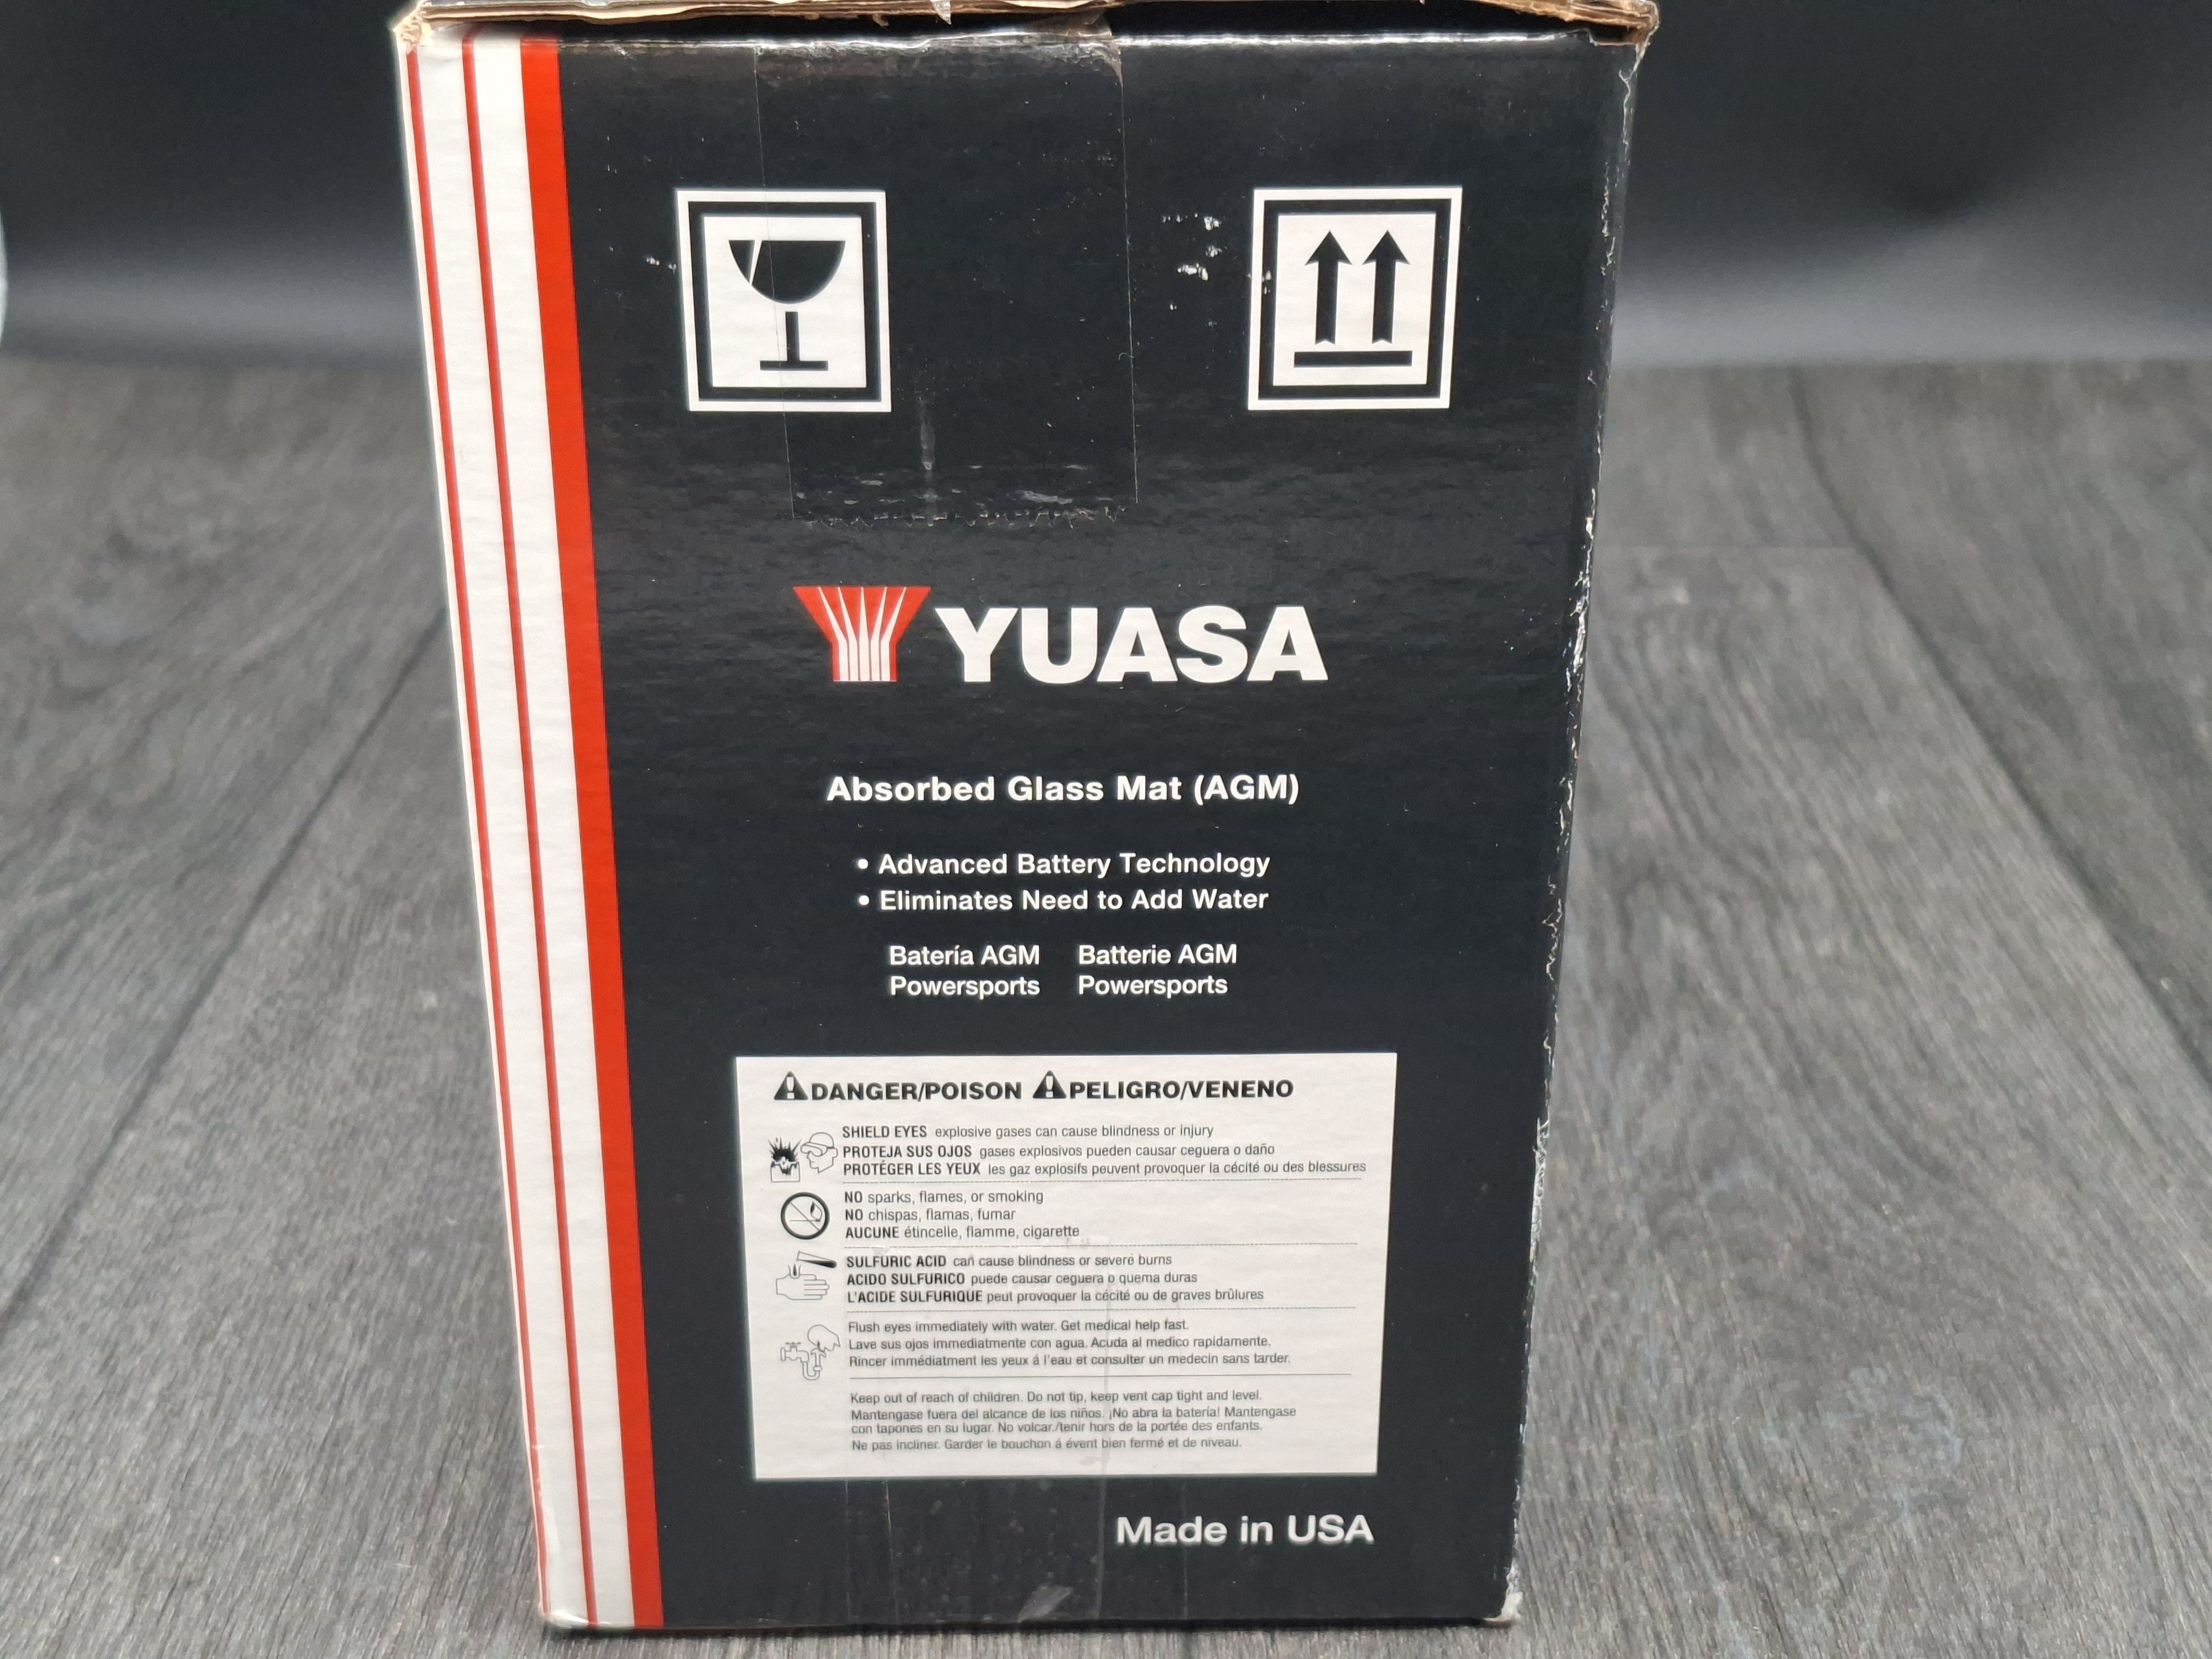 YUASA
Absorbed Glass Mat (AGM)
• Advanced Battery Technology
• Eliminates Need to Add Water
Batería AGM
Powersports
Batterie AGM
Powersports
DANGER/POISON PELIGRO/VENENO
SHIELD EYES explosive gases can cause blindness or injury
PROTEJA SUS OJOS gases explosivos pueden causar ceguera o daño
PROTÉGER LES YEUX les gaz explosifs peuvent provoquer la cécité ou des blessures
NO sparks, flames, or smoking
NO chispas, flamas, fumar
AUCUNE étincelle, flamme, cigarette
SULFURIC ACID can cause blindness or severe burns
ACIDO SULFURICO puede causar ceguera o quema duras
L'ACIDE SULFURIQUE peut provoquer la cécité ou de graves brûlures
Flush eyes immediately with water. Get medical help fast.
Lave sus ojos immediatmente con agua. Acuda al medico rapidamente.
Rincer immédiatment les yeux á l'eau et consulter un medecin sans tarder.
Keep out of reach of children. Do not tip, keep vent cap tight and level.
Mantengase fuera del alcance de los niños. ¡No abra la batería! Mantengase
con tapones en su lugar. No volcar./tenir hors de la portée des enfants.
Ne pas incliner. Garder le bouchon á évent bien fermé et de niveau.
Made in USA